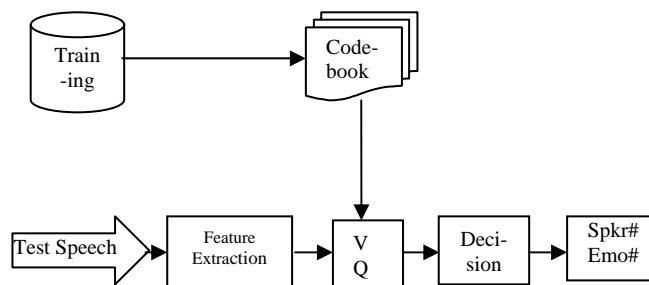 Train
-ing
Code-
book
Test Speech
Feature
Extraction
V
Q
Deci-
sion
Spkr#
Emo#